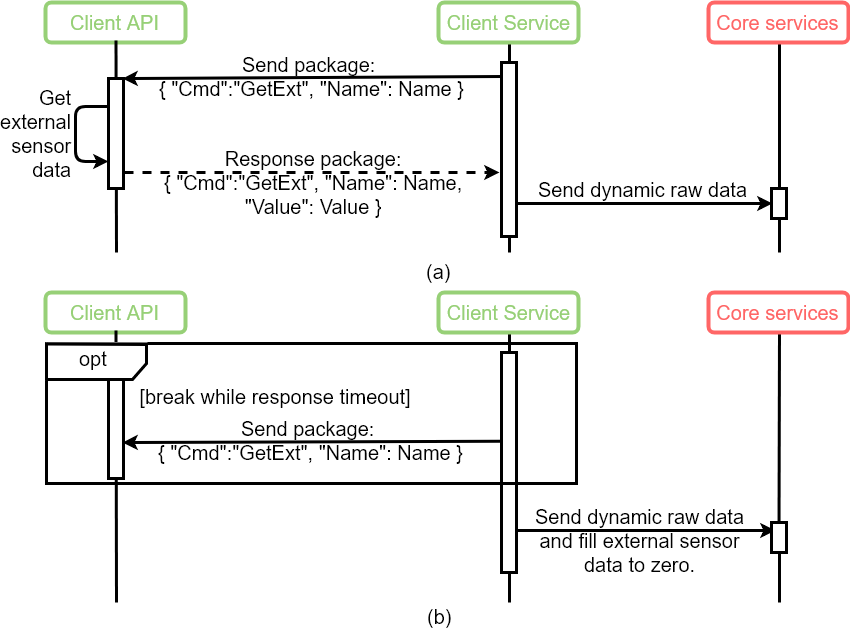 Client API
Client Service
Core services
Send package:
{ "Cmd":"GetExt", "Name": Name }
Get
external
sensor
data
Response package:
{ "Cmd":"GetExt", "Name": Name,
"Value": Value }
Send dynamic raw data
(a)
Client API
Client Service
Core services
opt
[break while response timeout]
Send package:
{ "Cmd":"GetExt", "Name": Name }
Send dynamic raw data
and fill external sensor
data to zero.
(b)